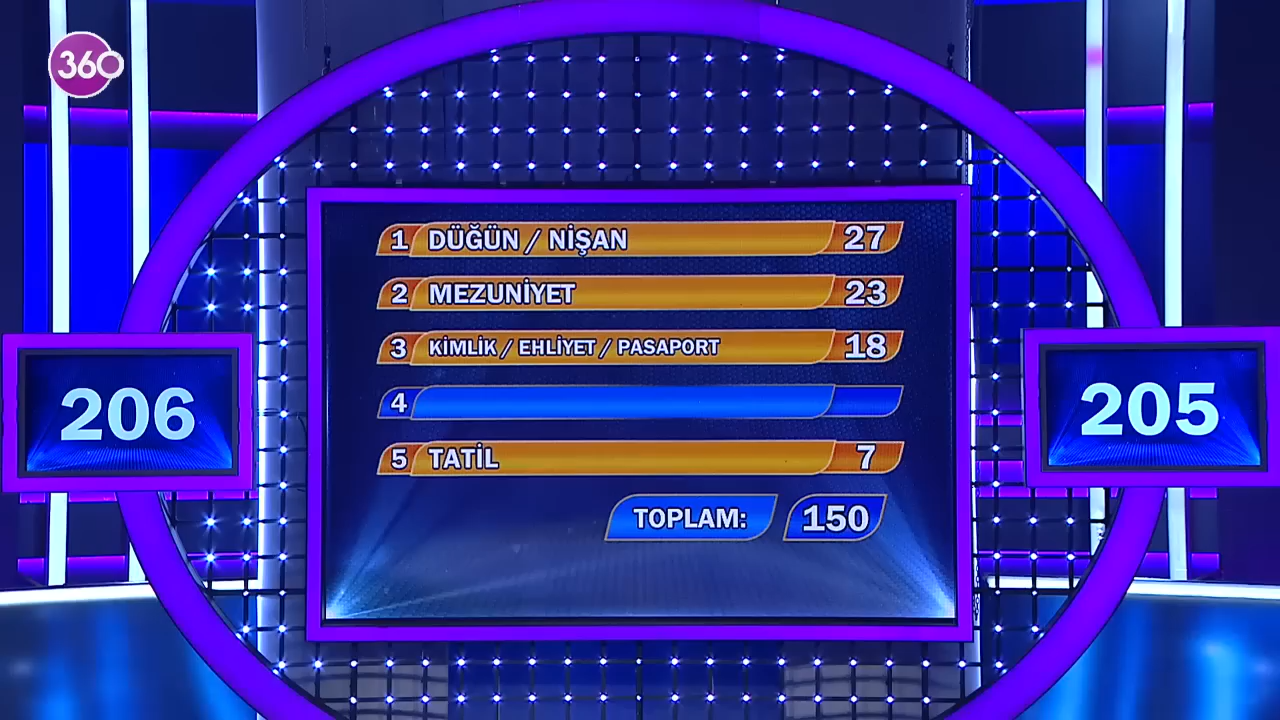 360
1 DÜĞÜN / NİŞAN 27
2 MEZUNİYET 23
3 KİMLİK / EHLİYET / PASAPORT 18
4
5 TATİL 7
TOPLAM: 150
206
205